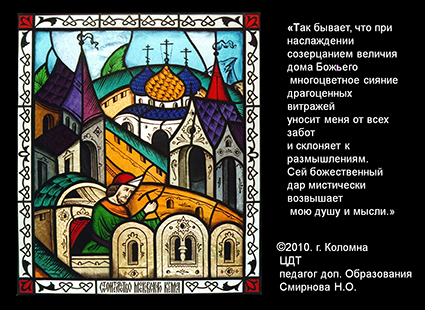 «Так бывает, что при
наслаждении
созерцанием величия
дома Божьего
многоцветное сияние
драгоценных
витражей
уносит меня от всех
забот
и склоняет к
размышлениям.
Сей божественный
дар мистически
возвышает
мою душу и мысли.»
©2010. г. Коломна
ЦДТ
педагог доп. Образования
Смирнова Н.О.